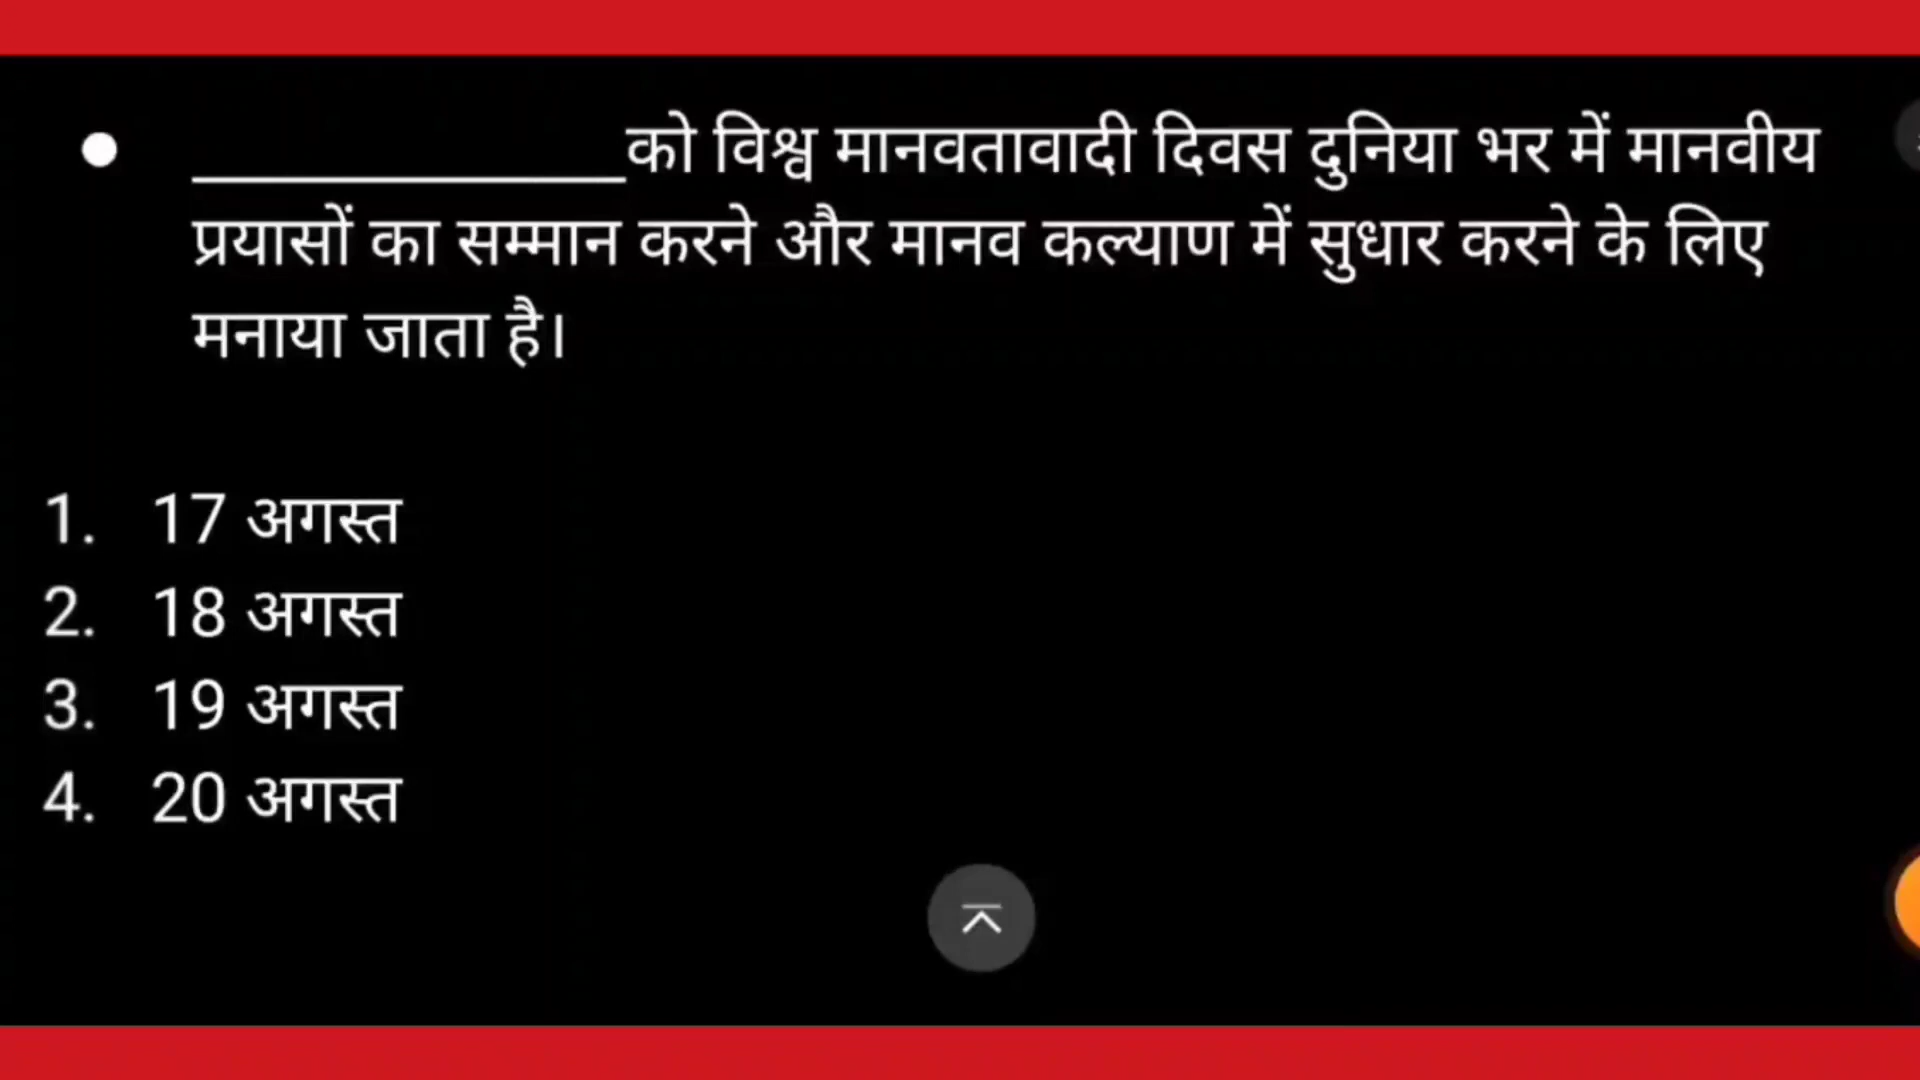 ● ______________को विश्व मानवतावादी दिवस दुनिया भर में मानवीय
प्रयासों का सम्मान करने और मानव कल्याण में सुधार करने के लिए
मनाया जाता है।
1. 17 अगस्त
2. 18 अगस्त
3. 19 अगस्त
4. 20 अगस्त